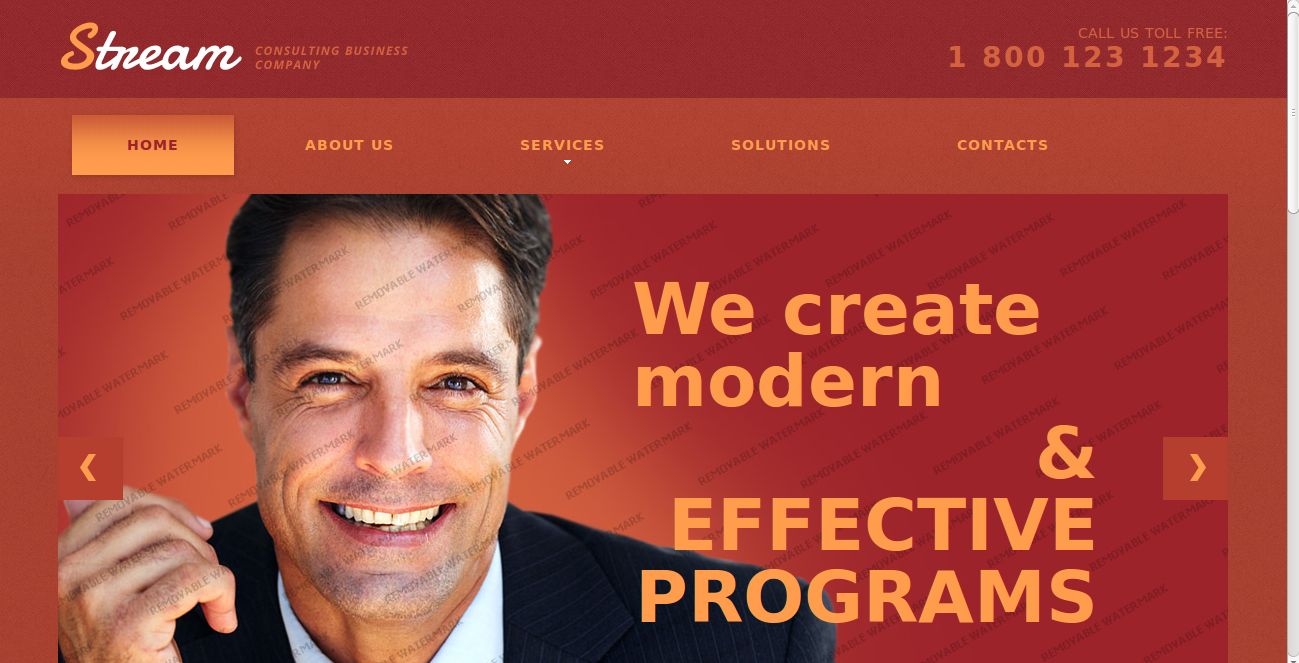 Stream
CONSULTING BUSINESS
COMPANY
CALL US TOLL FREE:
1 800 123 1234
HOME
ABOUT US
SERVICES
SOLUTIONS
CONTACTS
We create
modern
&
EFFECTIVE
PROGRAMS
REMOVABLE WATERMARK